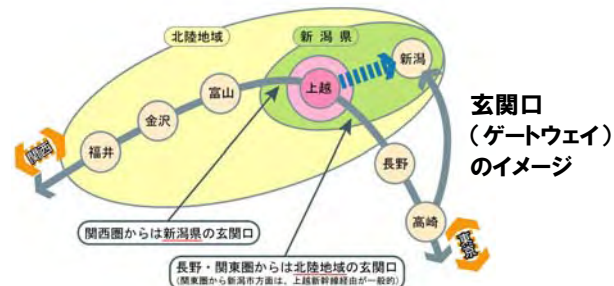 北陸地域
新潟県
新潟
上越
富山
金沢
福井
関西
長野
高崎
東京
玄関口
（ゲートウェイ）
のイメージ
関西圏からは新潟県の玄関口
長野・関東圏からは北陸地域の玄関口
(関東圏から新潟市方面は、上越新幹線経由が一般的)